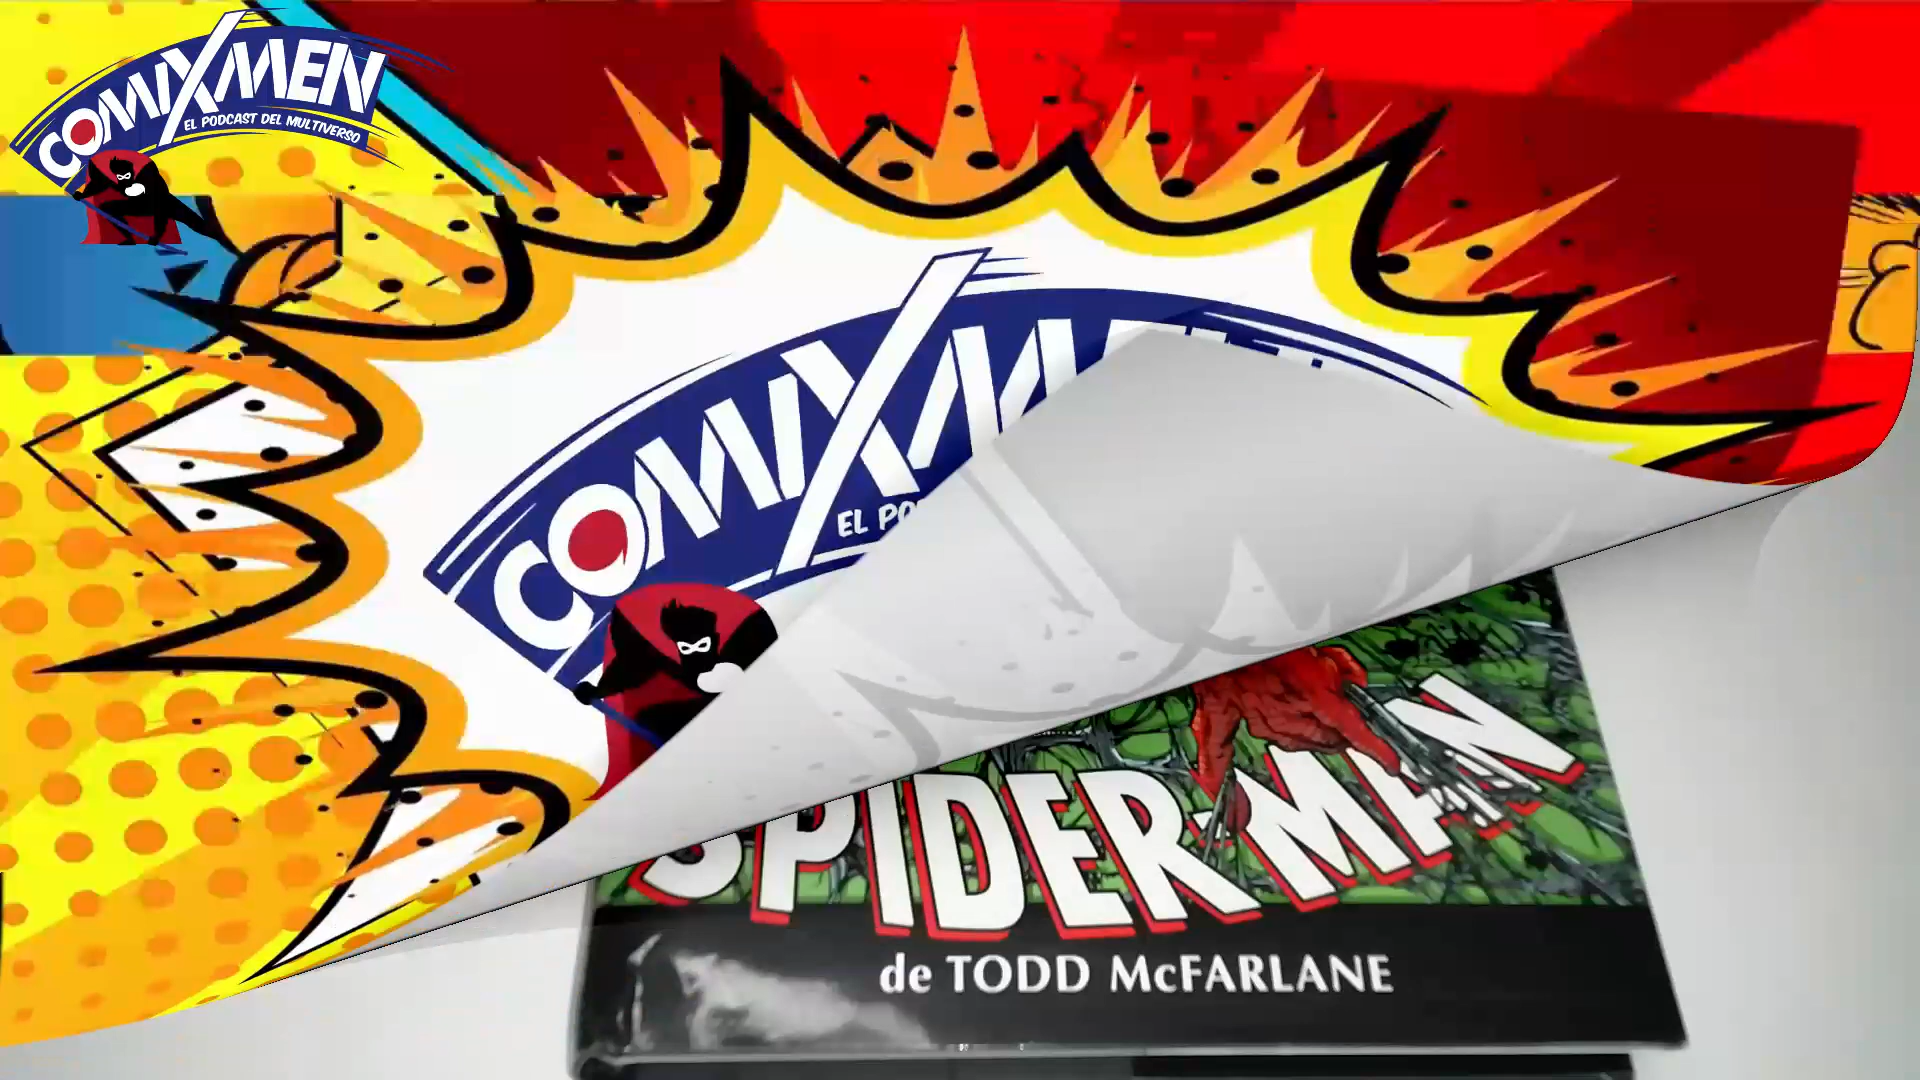 COMIXMEN
EL PODCAST DEL MULTIVERSO
COMIXM
EL PO
SPIDER-MAN
de TODD McFARLANE